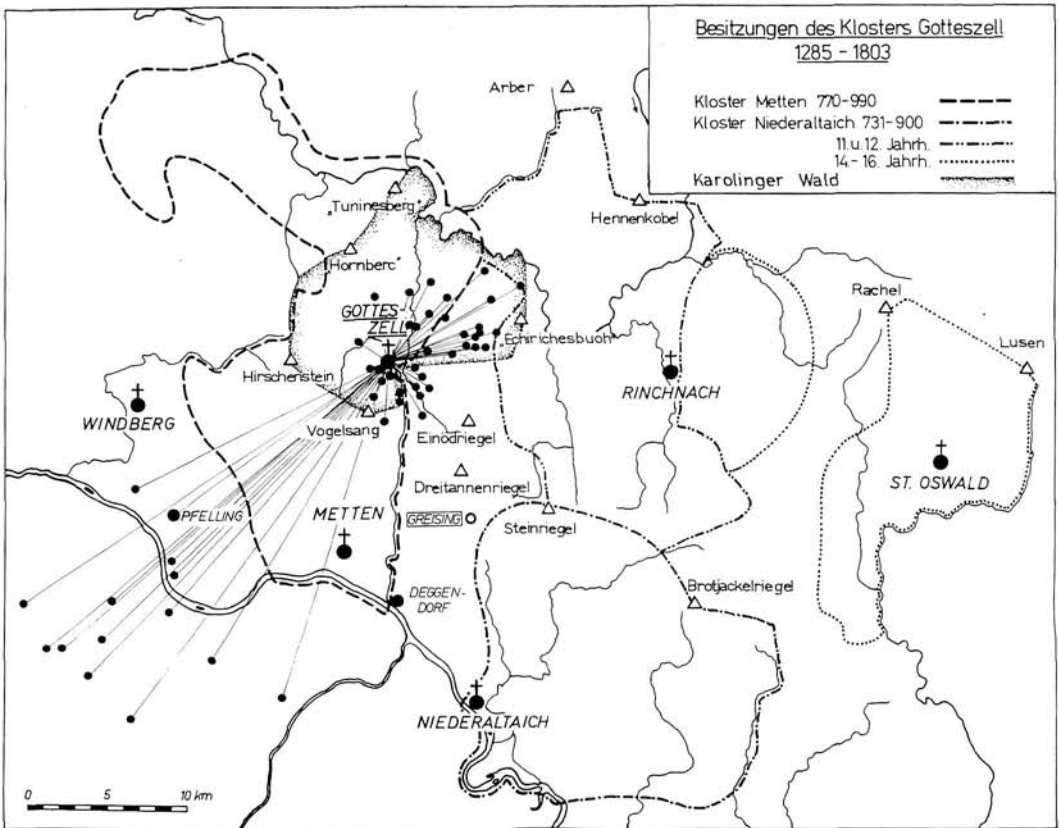 Besitzungen des Klosters Gotteszell
1285 - 1803
Kloster Metten 770-990
Kloster Niederaltaich 731-900
11. u. 12. Jahrh.
14.- 16. Jahrh.
Karolinger Wald
Arber
"Tuninesberg"
Hennenkobel
"Hornberc"
GOTTES-
ZELL
Rachel
"Echirichesbuoh"
Lusen
Hirschenstein
RINCHNACH
WINDBERG
Vogelsang
Einödriegel
Dreitannenriegel
ST. OSWALD
PFELLING
METTEN
GREISING
Steinriegel
Brotjackelriegel
DEGGEN-
DORF
NIEDERALTAICH
0 5 10 km